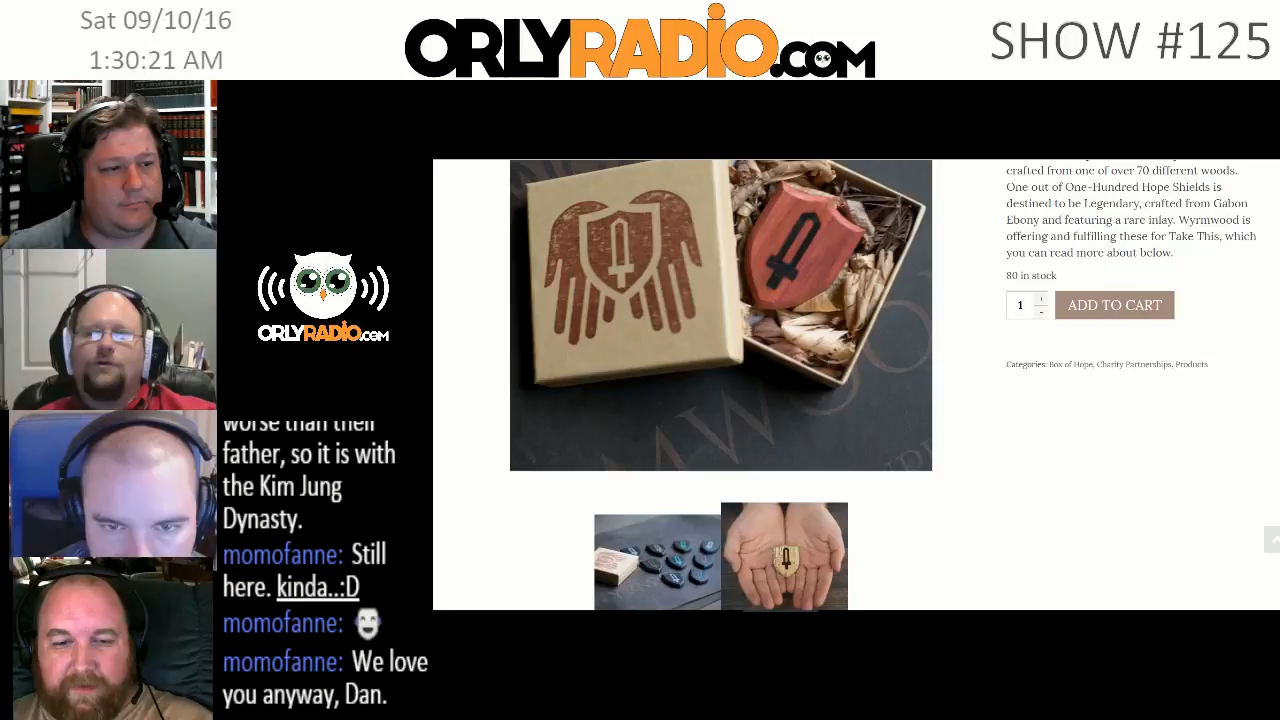 Sat 09/10/16
1:30:21 AM
ORLYRADIO.COM
SHOW #125
ORLYRADIO.COM
worse than their
father, so it is with
the Kim Jung
Dynasty.
momofanne: Still
here. kinda..:D
momofanne:
momofanne: We love
you anyway, Dan.
crafted from one of over 70 different woods.
One out of One-Hundred Hope Shields is
destined to be Legendary, crafted from Gabon
Ebony and featuring a rare inlay. Wyrmwood is
offering and fulfilling these for Take This, which
you can read more about below.
80 in stock
1
+
-
ADD TO CART
Categories: Box of Hope, Charity Partnerships, Products